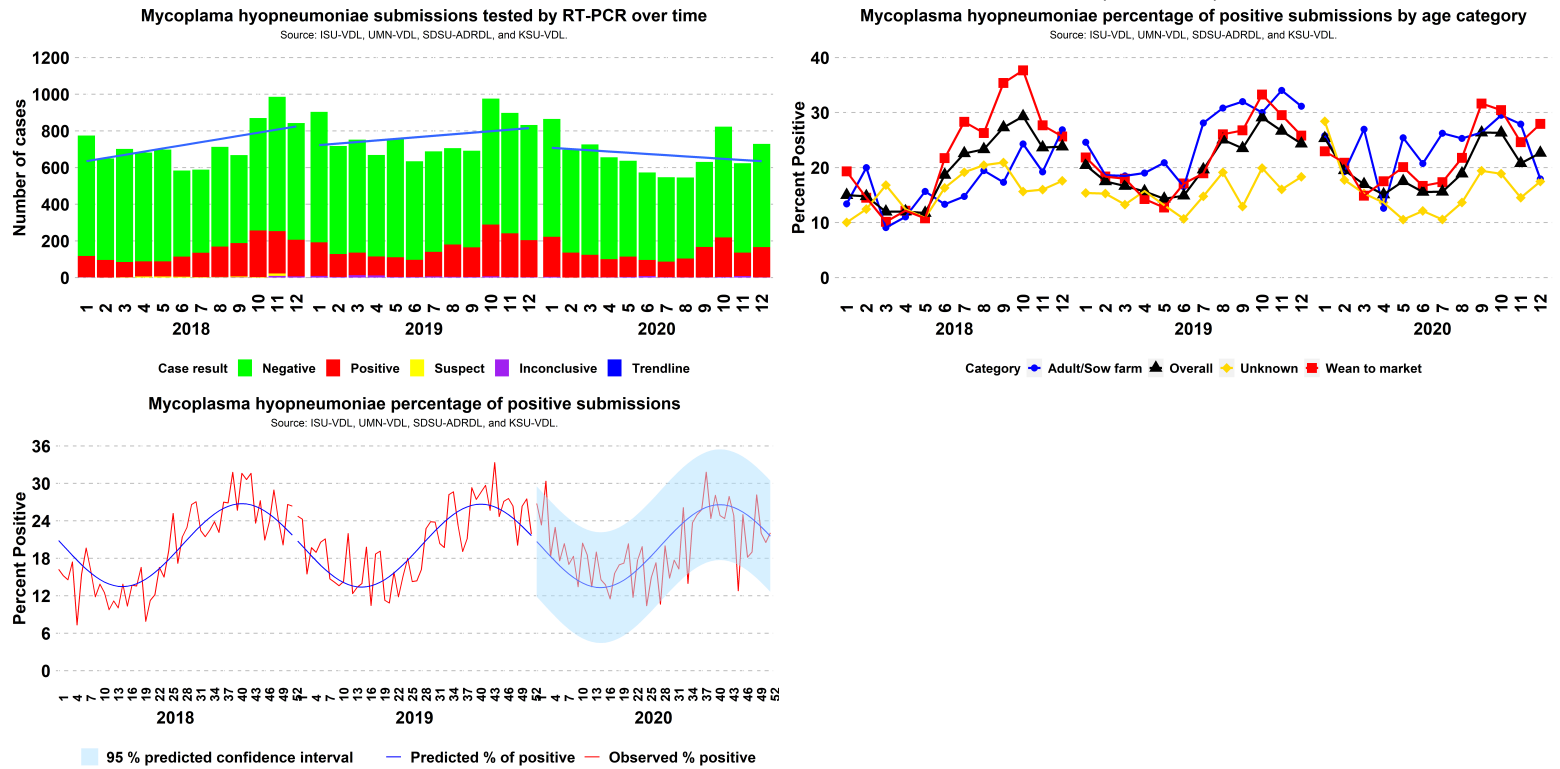 Mycoplama hyopneumoniae submissions tested by RT-PCR over time
Source: ISU-VDL, UMN-VDL, SDSU-ADRDL, and KSU-VDL.
Number of cases
1200
1000
800
600
400
200
0
1 2 3 4 5 6 7 8 9 10 11 12 1 2 3 4 5 6 7 8 9 10 11 12 1 2 3 4 5 6 7 8 9 10 11 12
2018 2019 2020
Case result Negative Positive Suspect Inconclusive Trendline
Mycoplasma hyopneumoniae percentage of positive submissions by age category
Source: ISU-VDL, UMN-VDL, SDSU-ADRDL, and KSU-VDL.
Percent Positive
40
30
20
10
0
1 2 3 4 5 6 7 8 9 10 11 12 1 2 3 4 5 6 7 8 9 10 11 12 1 2 3 4 5 6 7 8 9 10 11 12
2018 2019 2020
Category Adult/Sow farm Overall Unknown Wean to market
Mycoplasma hyopneumoniae percentage of positive submissions
Source: ISU-VDL, UMN-VDL, SDSU-ADRDL, and KSU-VDL.
Percent Positive
36
30
24
18
12
6
0
1 4 7 10 13 16 19 22 25 28 31 34 37 40 43 46 49 52 1 4 7 10 13 16 19 22 25 28 31 34 37 40 43 46 49 52 1 4 7 10 13 16 19 22 25 28 31 34 37 40 43 46 49 52
2018 2019 2020
95 % predicted confidence interval Predicted % of positive Observed % positive